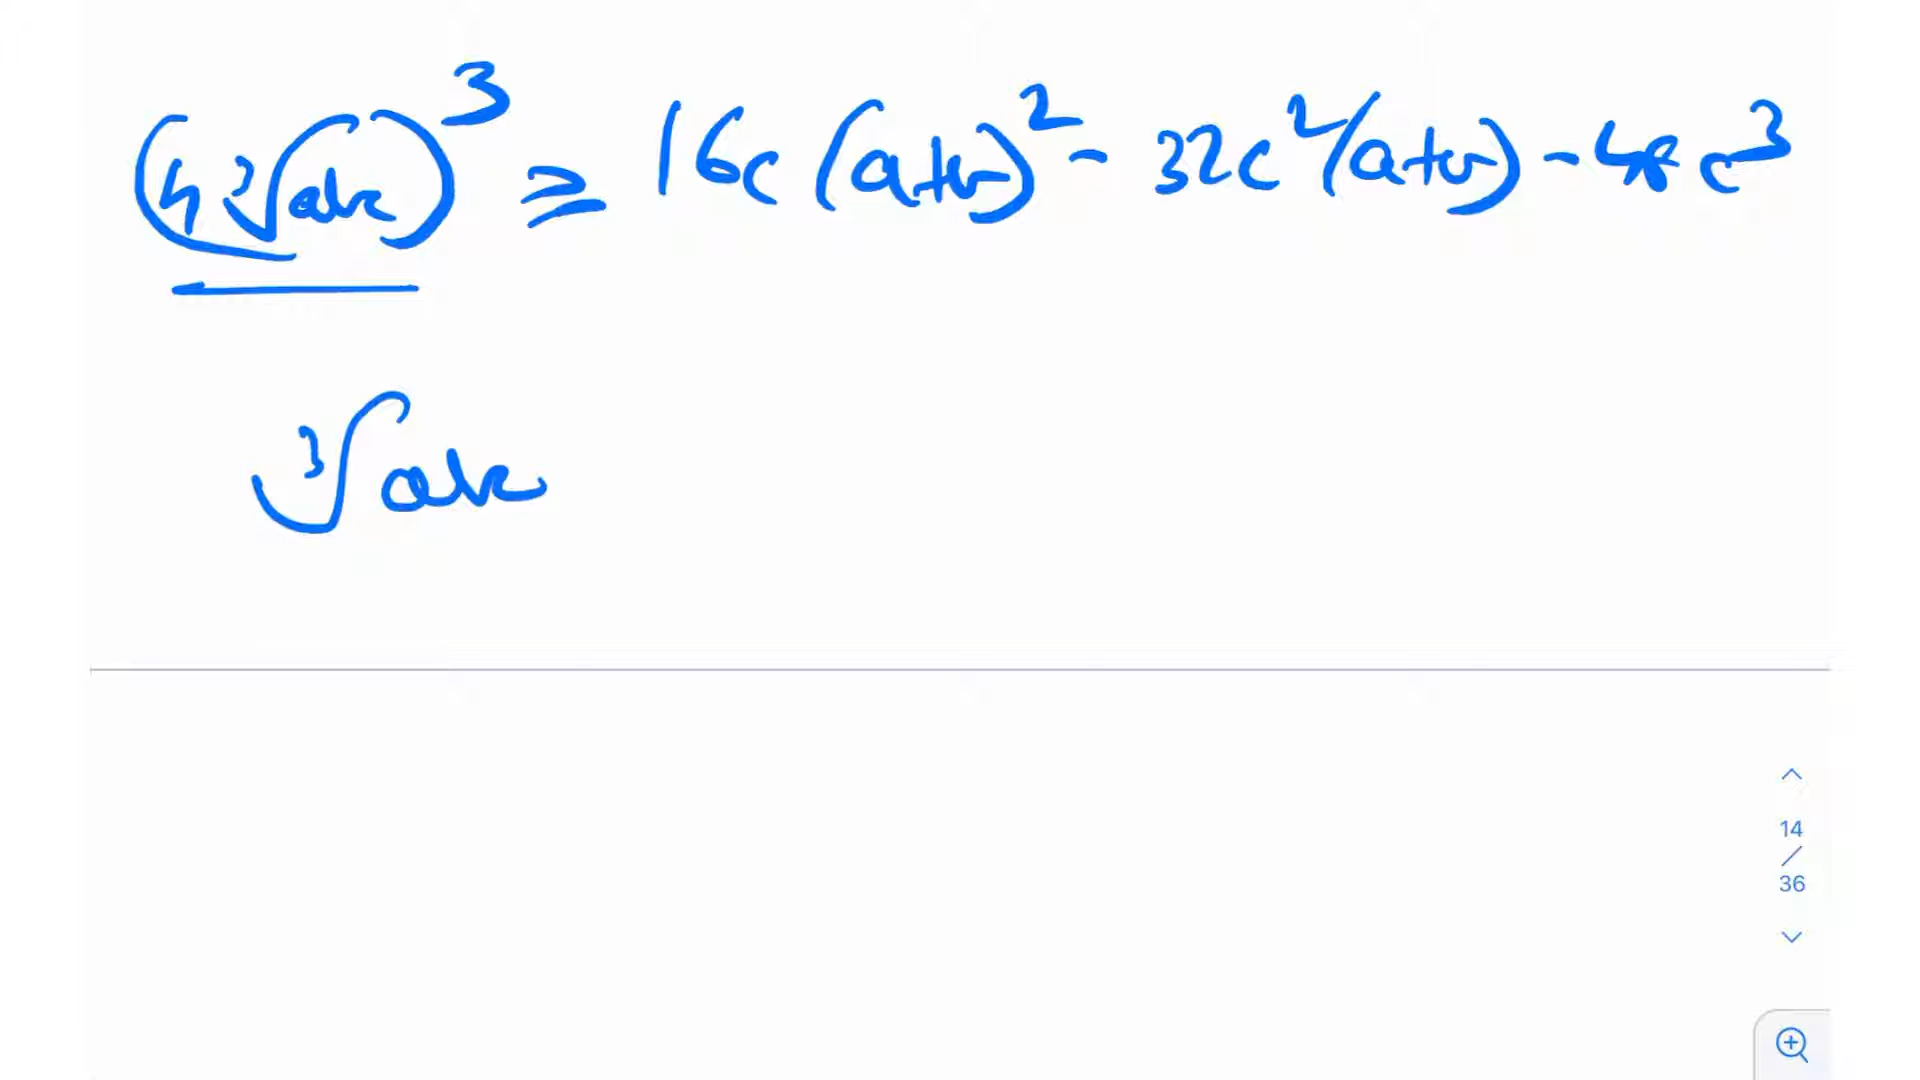 (4∛abc)³ ≥ 16c(a+b)² - 32c²(a+b) - 48c³
∛abc
14
/
36